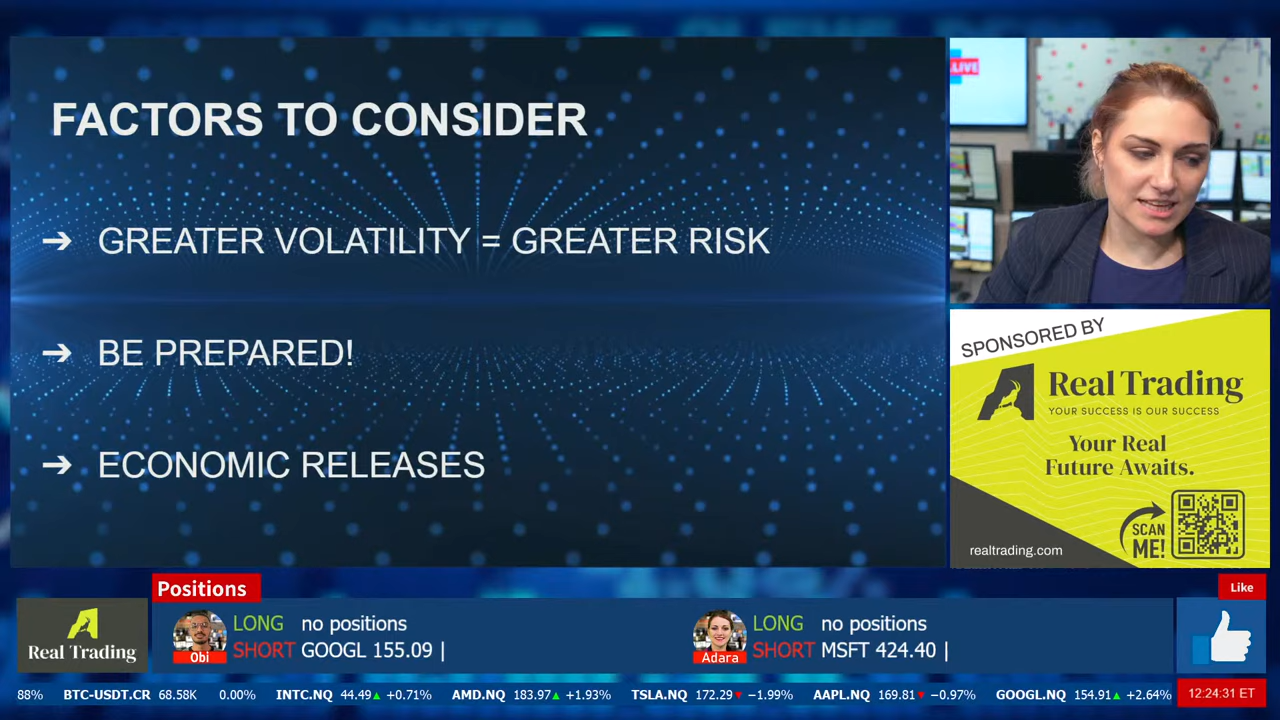 FACTORS TO CONSIDER
➔ GREATER VOLATILITY = GREATER RISK
➔ BE PREPARED!
➔ ECONOMIC RELEASES
LIVE
SPONSORED BY
Real Trading
YOUR SUCCESS IS OUR SUCCESS
Your Real
Future Awaits.
SCAN
ME!
realtrading.com
Positions
Like
Real Trading
Obi
LONG no positions
SHORT GOOGL 155.09 |
Adara
LONG no positions
SHORT MSFT 424.40 |
88% BTC-USDT.CR 68.58K 0.00% INTC.NQ 44.49▲ +0.71% AMD.NQ 183.97▲ +1.93% TSLA.NQ 172.29▼ −1.99% AAPL.NQ 169.81▼ −0.97% GOOGL.NQ 154.91▲ +2.64%
12:24:31 ET